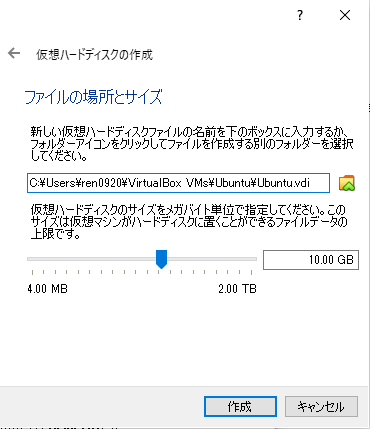 ?
仮想ハードディスクの作成
ファイルの場所とサイズ
新しい仮想ハードディスクファイルの名前を下のボックスに入力するか、
フォルダーアイコンをクリックしてファイルを作成する別のフォルダーを選択
してください。
C:¥Users¥ren0920¥VirtualBox VMs¥Ubuntu¥Ubuntu.vdi
仮想ハードディスクのサイズをメガバイト単位で指定してください。この
サイズは仮想マシンがハードディスクに置くことができるファイルデータの
上限です。
10.00 GB
4.00 MB 2.00 TB
作成 キャンセル